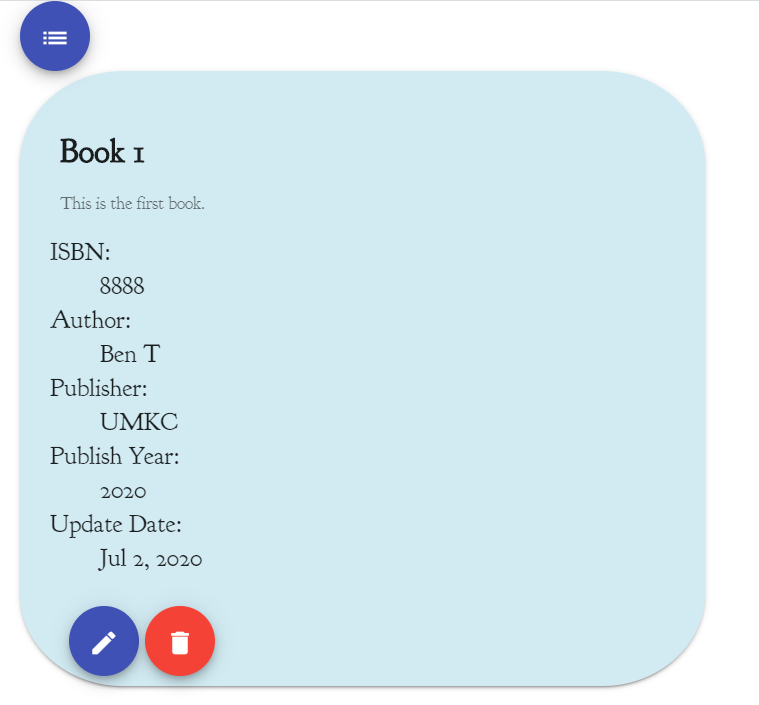 Book 1
This is the first book.
ISBN:
8888
Author:
Ben T
Publisher:
UMKC
Publish Year:
2020
Update Date:
Jul 2, 2020